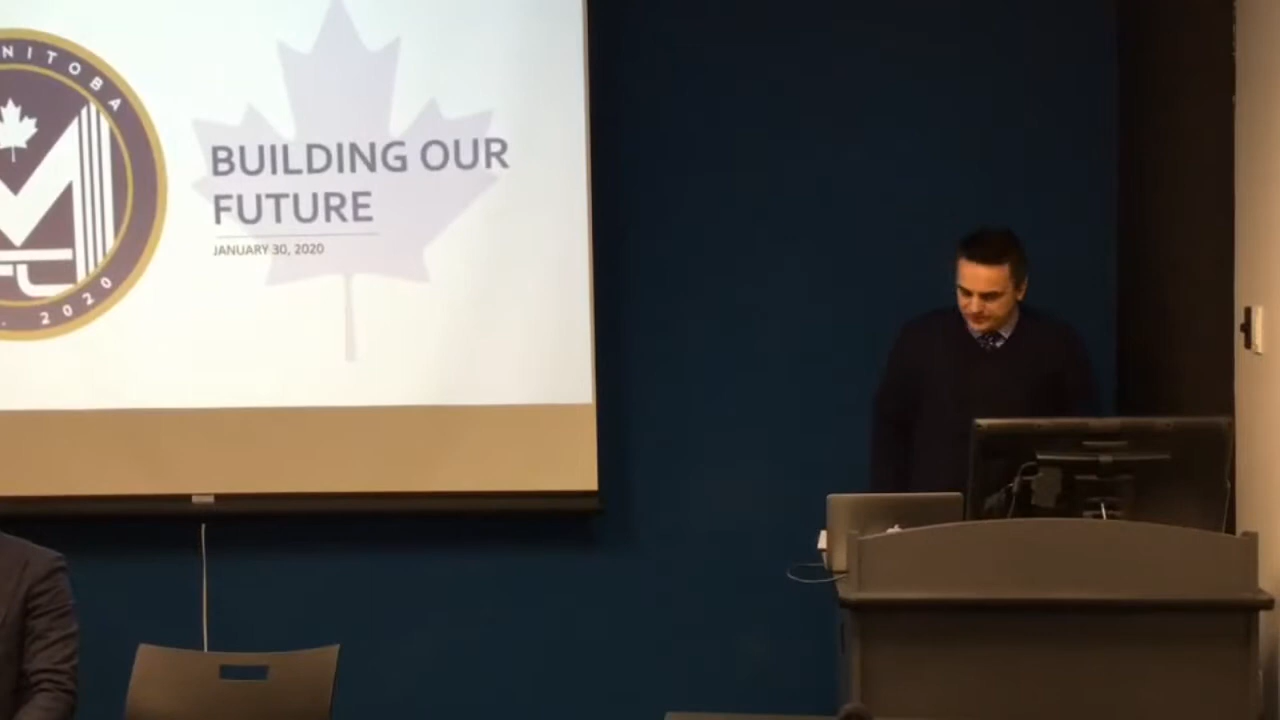 NITOBA
BUILDING OUR
FUTURE
JANUARY 30, 2020
2020